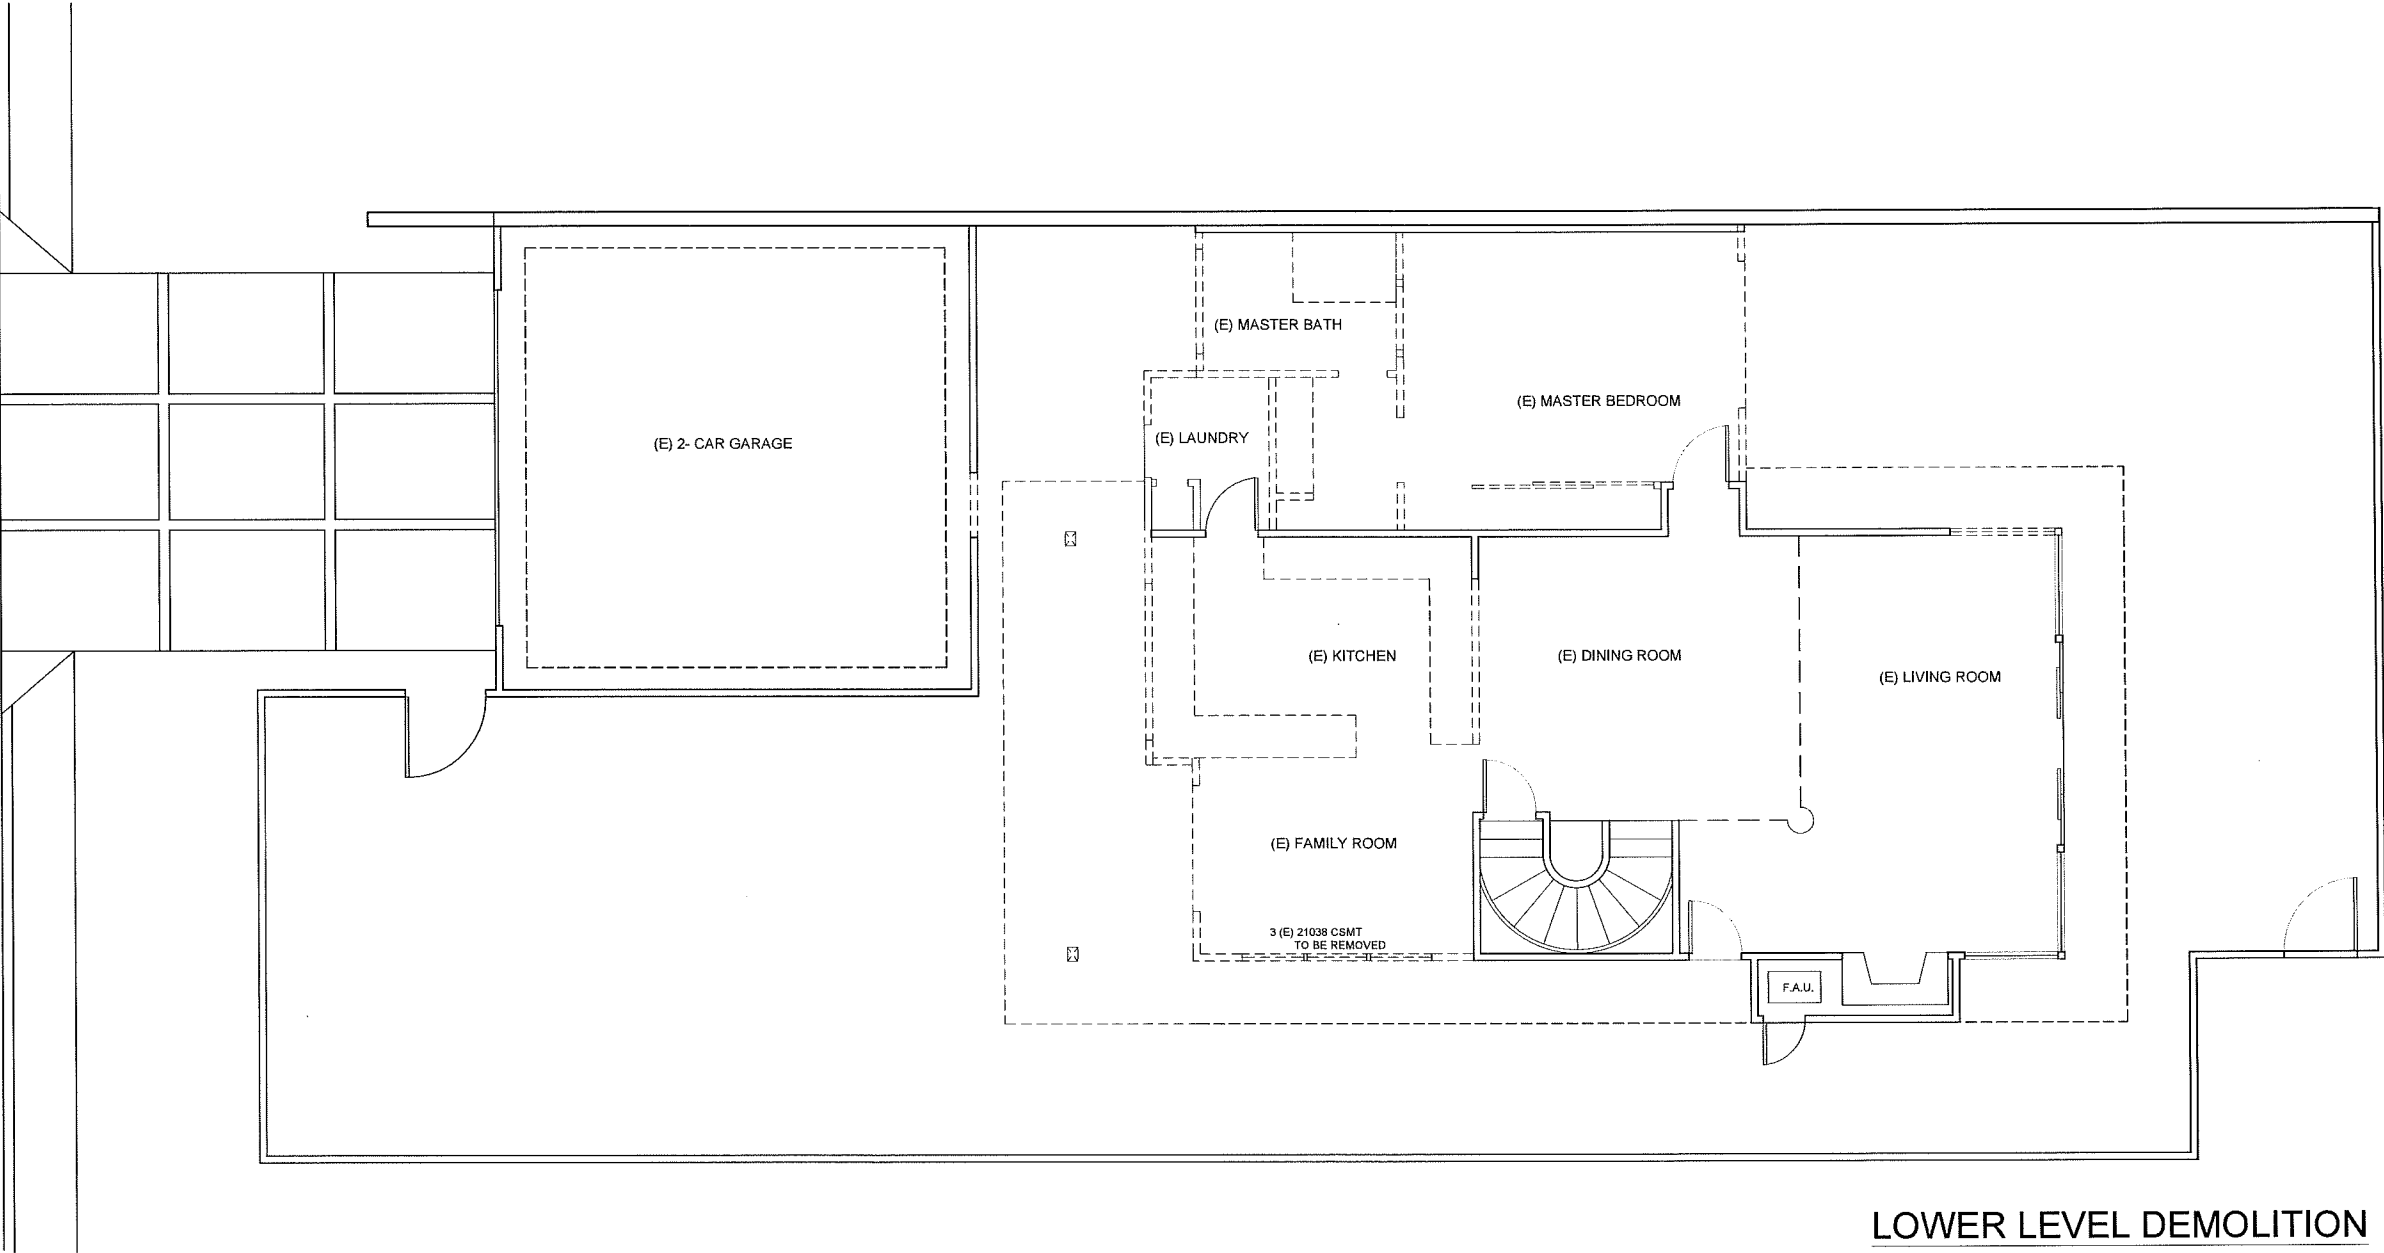 (E) MASTER BATH
(E) MASTER BEDROOM
(E) 2- CAR GARAGE
(E) LAUNDRY
(E) KITCHEN
(E) DINING ROOM
(E) LIVING ROOM
(E) FAMILY ROOM
3 (E) 21038 CSMT
TO BE REMOVED
F.A.U.
LOWER LEVEL DEMOLITION